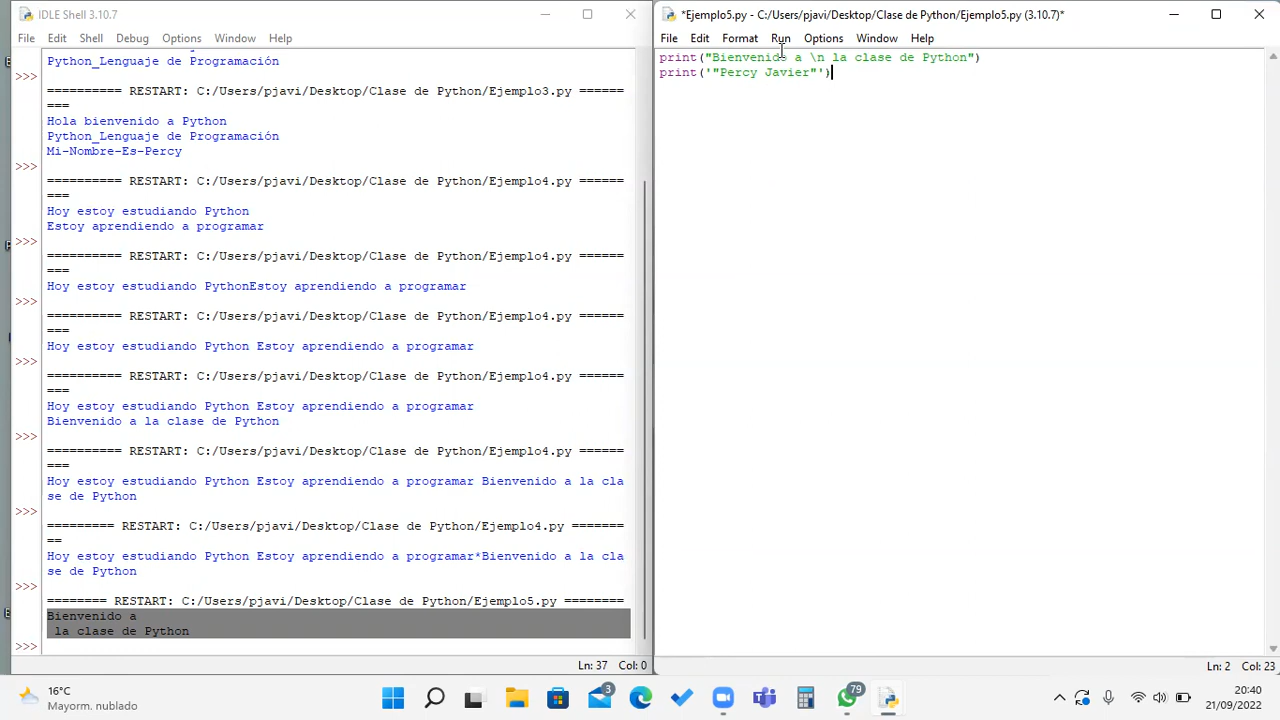 IDLE Shell 3.10.7
File Edit Shell Debug Options Window Help
Python_Lenguaje de Programación
>>>
========== RESTART: C:/Users/pjavi/Desktop/Clase de Python/Ejemplo3.py ======
===
Hola bienvenido a Python
Python_Lenguaje de Programación
Mi-Nombre-Es-Percy
>>>
========== RESTART: C:/Users/pjavi/Desktop/Clase de Python/Ejemplo4.py ======
===
Hoy estoy estudiando Python
Estoy aprendiendo a programar
>>>
========== RESTART: C:/Users/pjavi/Desktop/Clase de Python/Ejemplo4.py ======
===
Hoy estoy estudiando PythonEstoy aprendiendo a programar
>>>
========== RESTART: C:/Users/pjavi/Desktop/Clase de Python/Ejemplo4.py ======
===
Hoy estoy estudiando Python Estoy aprendiendo a programar
>>>
========== RESTART: C:/Users/pjavi/Desktop/Clase de Python/Ejemplo4.py ======
===
Hoy estoy estudiando Python Estoy aprendiendo a programar
Bienvenido a la clase de Python
>>>
========== RESTART: C:/Users/pjavi/Desktop/Clase de Python/Ejemplo4.py ======
===
Hoy estoy estudiando Python Estoy aprendiendo a programar Bienvenido a la cla
se de Python
>>>
========= RESTART: C:/Users/pjavi/Desktop/Clase de Python/Ejemplo4.py =======
==
Hoy estoy estudiando Python Estoy aprendiendo a programar*Bienvenido a la cla
se de Python
>>>
======== RESTART: C:/Users/pjavi/Desktop/Clase de Python/Ejemplo5.py ========
Bienvenido a
 la clase de Python
>>>
Ln: 37 Col: 0
*Ejemplo5.py - C:/Users/pjavi/Desktop/Clase de Python/Ejemplo5.py (3.10.7)*
File Edit Format Run Options Window Help
print("Bienvenido a \n la clase de Python")
print('"Percy Javier"')
Ln: 2 Col: 23
16°C
Mayorm. nublado
3
79
20:40
21/09/2022